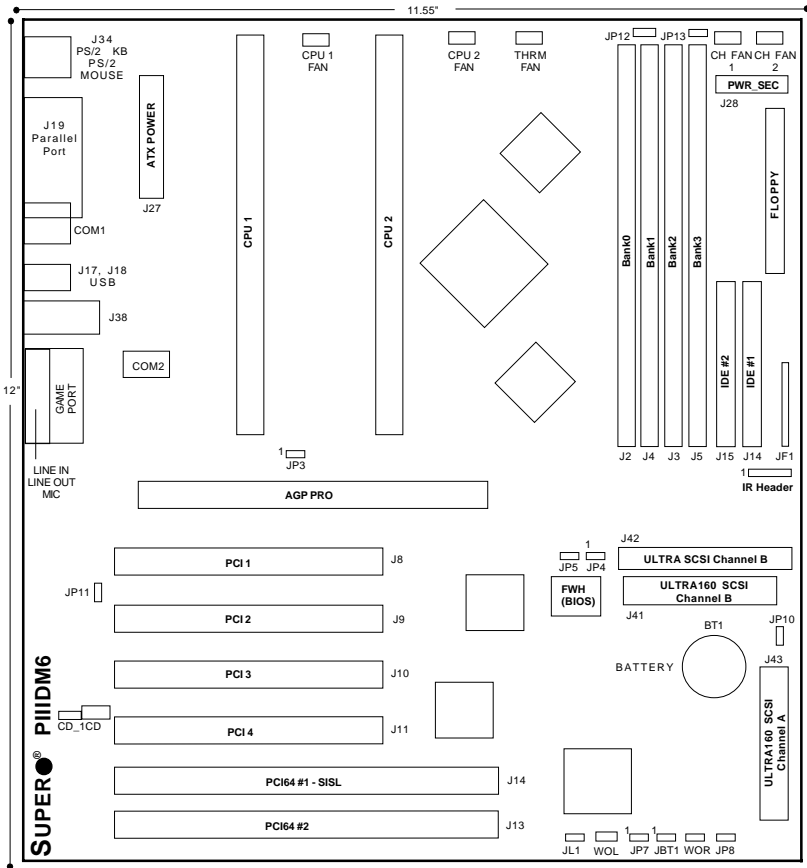 11.55"
J34
PS/2 KB
PS/2
MOUSE
CPU 1
FAN
CPU 2
FAN
THRM
FAN
JP12
JP13
CH FAN
1
CH FAN
2
PWR_SEC
J28
ATX POWER
J27
J19
Parallel
Port
COM1
J17, J18
USB
J38
COM2
GAME
PORT
12"
LINE IN
LINE OUT
MIC
CPU 1
CPU 2
Bank0
Bank1
Bank2
Bank3
FLOPPY
IDE #2
IDE #1
J2
J4
J3
J5
J15
J14
JF1
1
IR Header
1
JP3
AGP PRO
PCI 1
J8
JP11
PCI 2
J9
PCI 3
J10
PCI 4
J11
CD_1CD
PCI64 #1 - SISL
J14
PCI64 #2
J13
1
JP5
JP4
FWH
(BIOS)
J42
ULTRA SCSI Channel B
ULTRA160 SCSI
Channel B
J41
BT1
BATTERY
JP10
J43
ULTRA160 SCSI
Channel A
JL1
WOL
1
JP7
1
JBT1
WOR
JP8
SUPER® PIIIDM6